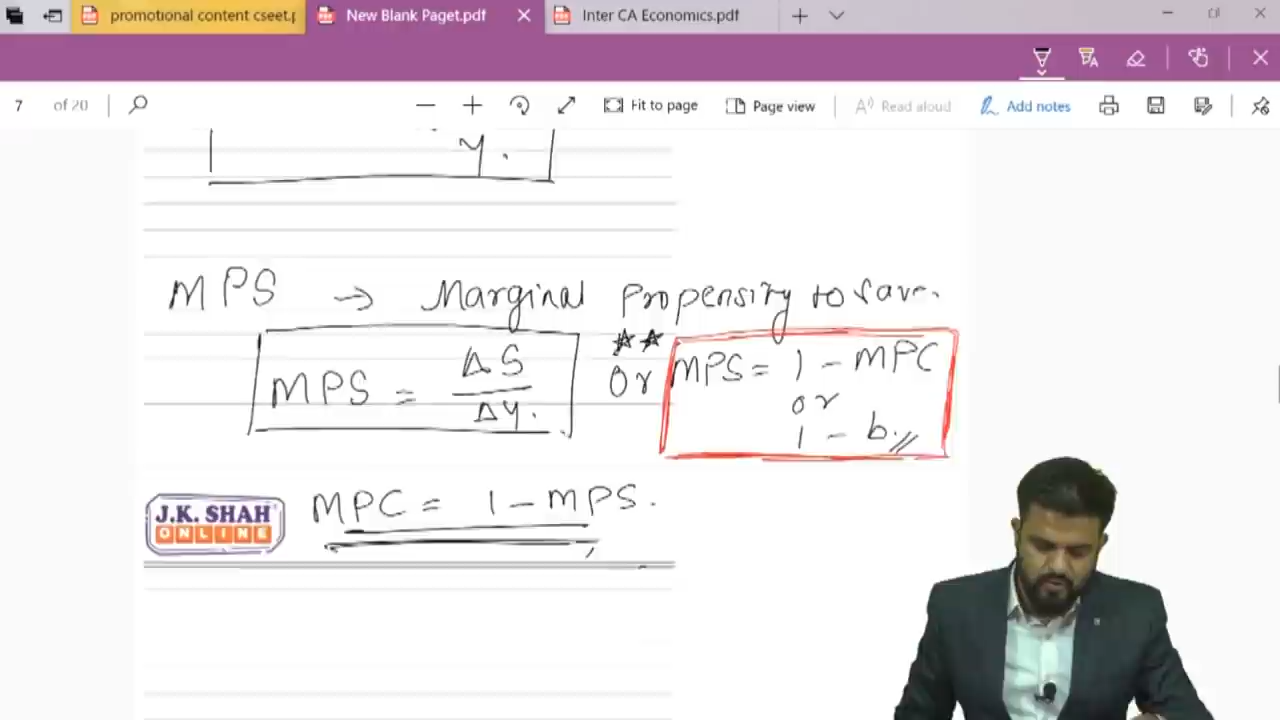 promotional content cseet.p
New Blank Paget.pdf
Inter CA Economics.pdf
7 of 20
Fit to page
Page view
Read aloud
Add notes
y.
MPS → Marginal Propensity to Save.
MPS = ΔS / ΔY. Or MPS = 1 - MPC
or
1 - b.
J.K. SHAH
ONLINE
MPC = 1 - MPS.